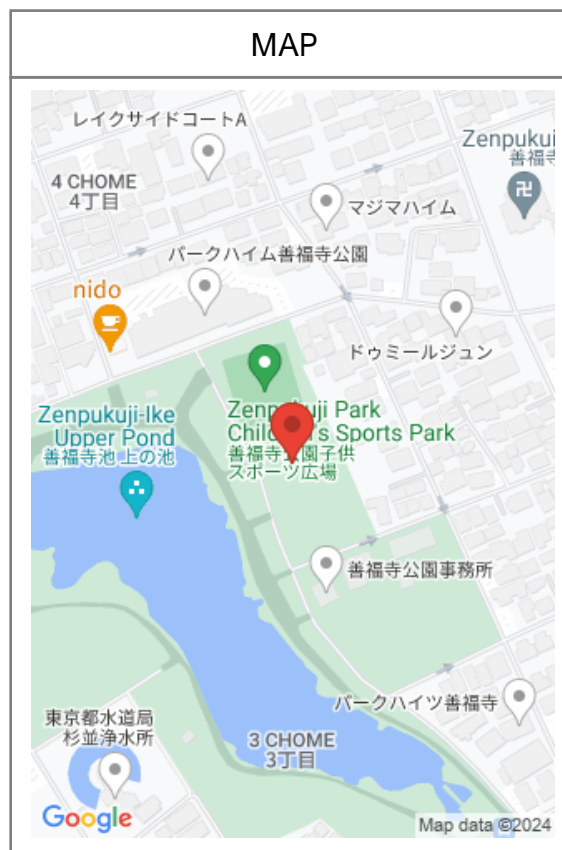 MAP
レイクサイドコートA
Zenpukui
善福寺
4 CHOME
4丁目
マジマハイム
パークハイム善福寺公園
nido
ドゥミールジュン
Zenpukuji Park
Children's Sports Park
善福寺公園子供
スポーツ広場
Zenpukuji-Ike
Upper Pond
善福寺池 上の池
善福寺公園事務所
パークハイツ善福寺
東京都水道局
杉並浄水所
3 CHOME
3丁目
Google
Map data ©2024